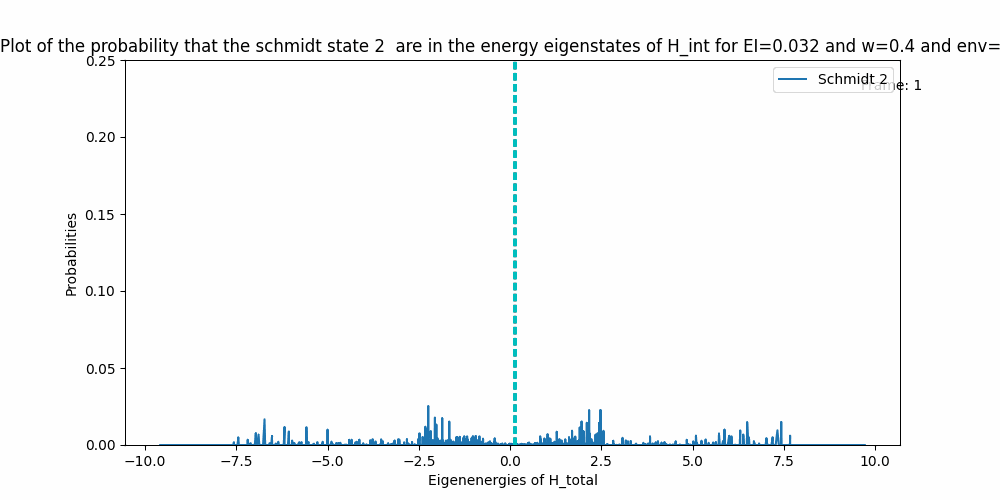 Plot of the probability that the schmidt state 2  are in the energy eigenstates of H_int for EI=0.032 and w=0.4 and env=
0.25
Schmidt 2
Frame: 1
0.20
0.15
Probabilities
0.10
0.05
0.00
−10.0 −7.5 −5.0 −2.5 0.0 2.5 5.0 7.5 10.0
Eigenenergies of H_total